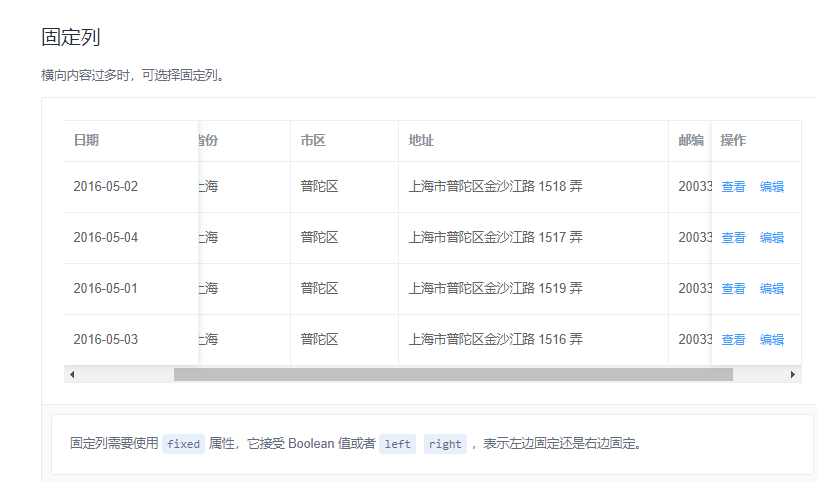 固定列
横向内容过多时，可选择固定列。
日期 省份 市区 地址 邮编 操作
2016-05-02 上海 普陀区 上海市普陀区金沙江路 1518 弄 20033 查看 编辑
2016-05-04 上海 普陀区 上海市普陀区金沙江路 1517 弄 20033 查看 编辑
2016-05-01 上海 普陀区 上海市普陀区金沙江路 1519 弄 20033 查看 编辑
2016-05-03 上海 普陀区 上海市普陀区金沙江路 1516 弄 20033 查看 编辑
固定列需要使用 fixed 属性，它接受 Boolean 值或者 left right ，表示左边固定还是右边固定。